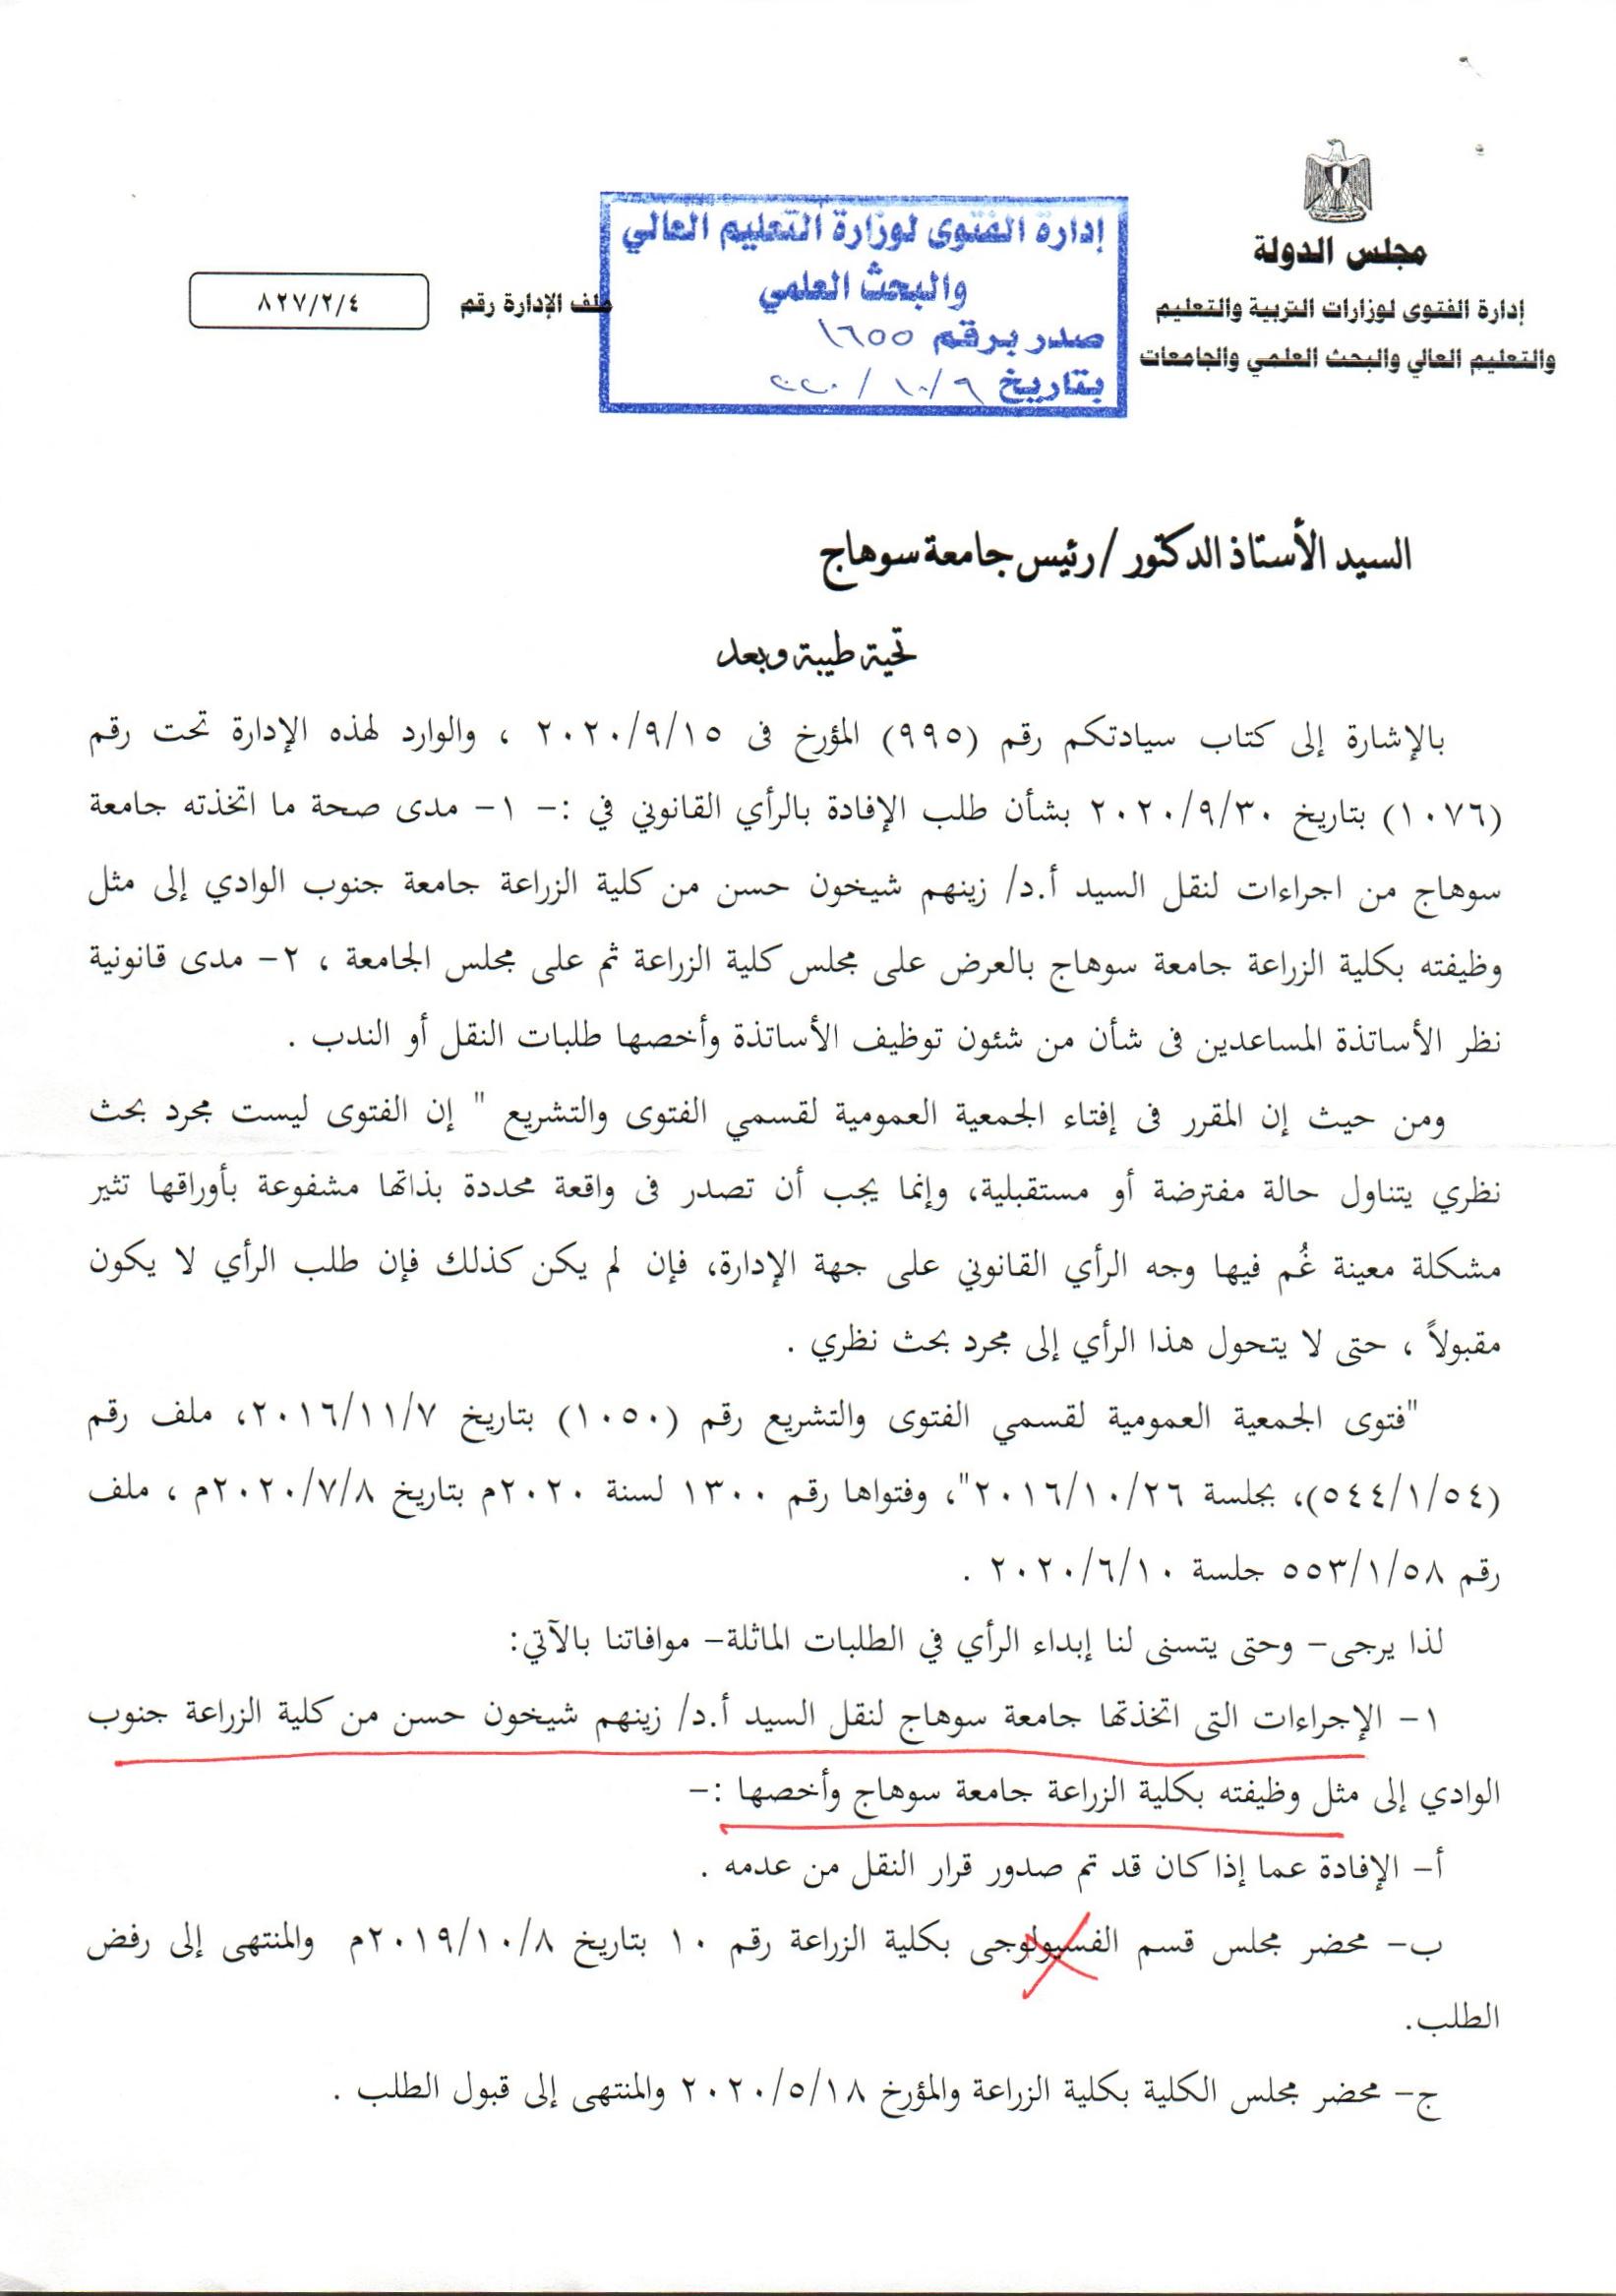 مجلس الدولة
إدارة الفتوى لوزارات التربية والتعليم
والتعليم العالي والبحث العلمي والجامعات
إدارة الفتوى لوزارة التعليم العالي
والبحث العلمي
صدر برقم ١٦٥٥
بتاريخ ٩/١٠/٢٠٢٠
ملف الإدارة رقم
٨٢٧/٢/٤
السيد الأستاذ الدكتور / رئيس جامعة سوهاج
تحية طيبة وبعد
بالإشارة إلى كتاب سيادتكم رقم (٩٩٥) المؤرخ فى ٢٠٢٠/٩/١٥ ، والوارد لهذه الإدارة تحت رقم
(١٠٧٦) بتاريخ ٢٠٢٠/٩/٣٠ بشأن طلب الإفادة بالرأي القانوني في :- ١- مدى صحة ما اتخذته جامعة
سوهاج من اجراءات لنقل السيد أ.د/ زينهم شيخون حسن من كلية الزراعة جامعة جنوب الوادي إلى مثل
وظيفته بكلية الزراعة جامعة سوهاج بالعرض على مجلس كلية الزراعة ثم على مجلس الجامعة ، ٢- مدى قانونية
نظر الأساتذة المساعدين فى شأن من شئون توظيف الأساتذة وأخصها طلبات النقل أو الندب .
ومن حيث إن المقرر فى إفتاء الجمعية العمومية لقسمي الفتوى والتشريع " إن الفتوى ليست مجرد بحث
نظري يتناول حالة مفترضة أو مستقبلية، وإنما يجب أن تصدر فى واقعة محددة بذاتها مشفوعة بأوراقها تثير
مشكلة معينة غُم فيها وجه الرأي القانوني على جهة الإدارة، فإن لم يكن كذلك فإن طلب الرأي لا يكون
مقبولاً ، حتى لا يتحول هذا الرأي إلى مجرد بحث نظري .
"فتوى الجمعية العمومية لقسمي الفتوى والتشريع رقم (١٠٥٠) بتاريخ ٢٠١٦/١١/٧، ملف رقم
(٥٤٤/١/٥٤)، بجلسة ٢٠١٦/١٠/٢٦"، وفتواها رقم ١٣٠٠ لسنة ٢٠٢٠م بتاريخ ٢٠٢٠/٧/٨م ، ملف
رقم ٥٥٣/١/٥٨ جلسة ٢٠٢٠/٦/١٠ .
لذا يرجى- وحتى يتسنى لنا إبداء الرأي في الطلبات الماثلة- موافاتنا بالآتي:
١- الإجراءات التى اتخذتها جامعة سوهاج لنقل السيد أ.د/ زينهم شيخون حسن من كلية الزراعة جنوب
الوادي إلى مثل وظيفته بكلية الزراعة جامعة سوهاج وأخصها :-
أ- الإفادة عما إذا كان قد تم صدور قرار النقل من عدمه .
ب- محضر مجلس قسم الفسيولوجى بكلية الزراعة رقم ١٠ بتاريخ ٢٠١٩/١٠/٨م والمنتهى إلى رفض
الطلب.
ج- محضر مجلس الكلية بكلية الزراعة والمؤرخ ٢٠٢٠/٥/١٨ والمنتهى إلى قبول الطلب .